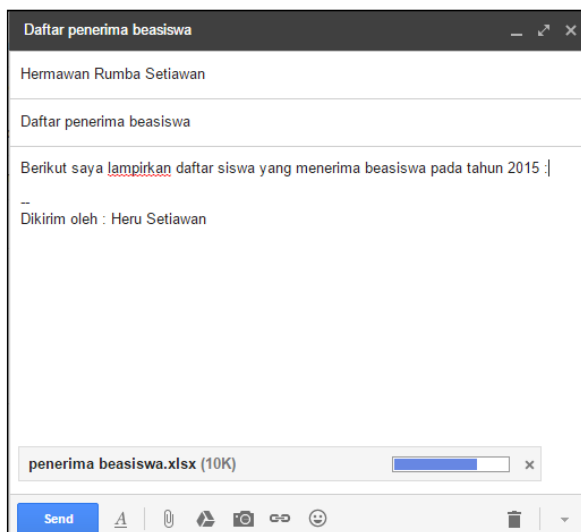 Daftar penerima beasiswa
Hermawan Rumba Setiawan
Daftar penerima beasiswa
Berikut saya lampirkan daftar siswa yang menerima beasiswa pada tahun 2015 :
--
Dikirim oleh : Heru Setiawan
penerima beasiswa.xlsx (10K)
Send A